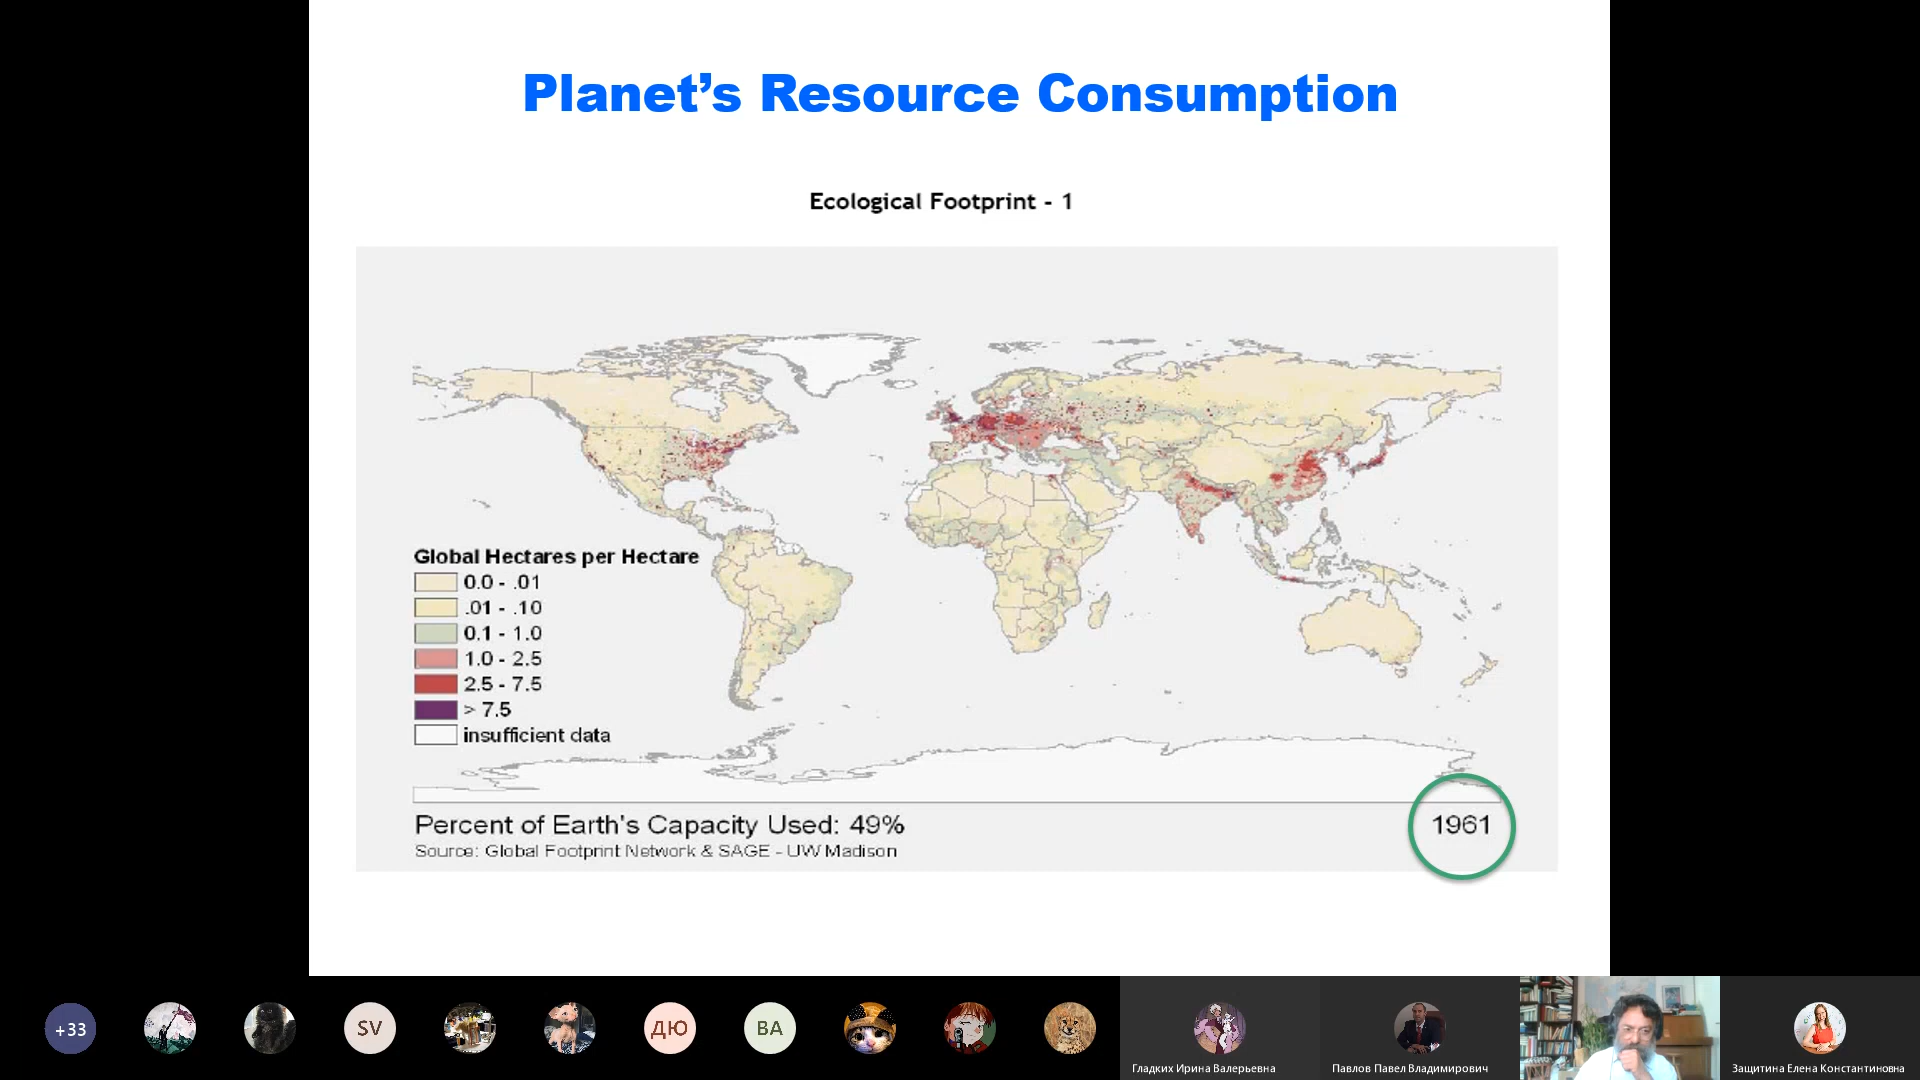 Planet’s Resource Consumption
Ecological Footprint - 1
Global Hectares per Hectare
0.0 - .01
.01 - .10
0.1 - 1.0
1.0 - 2.5
2.5 - 7.5
> 7.5
insufficient data
Percent of Earth's Capacity Used: 49%
1961
Source: Global Footprint Network & SAGE - UW Madison
+33
SV
ДЮ
ВА
Гладких Ирина Валерьевна
Павлов Павел Владимирович
Защитина Елена Константиновна